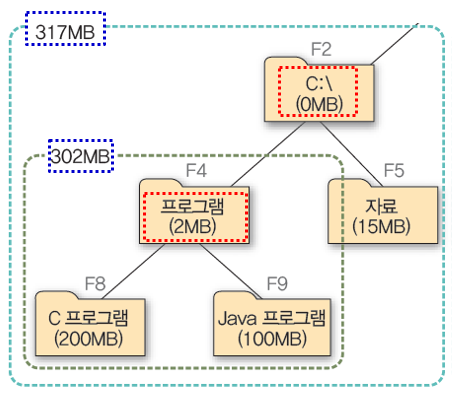 317MB
F2
C:\
(0MB)
302MB
F4
프로그램
(2MB)
F5
자료
(15MB)
F8
C 프로그램
(200MB)
F9
Java 프로그램
(100MB)